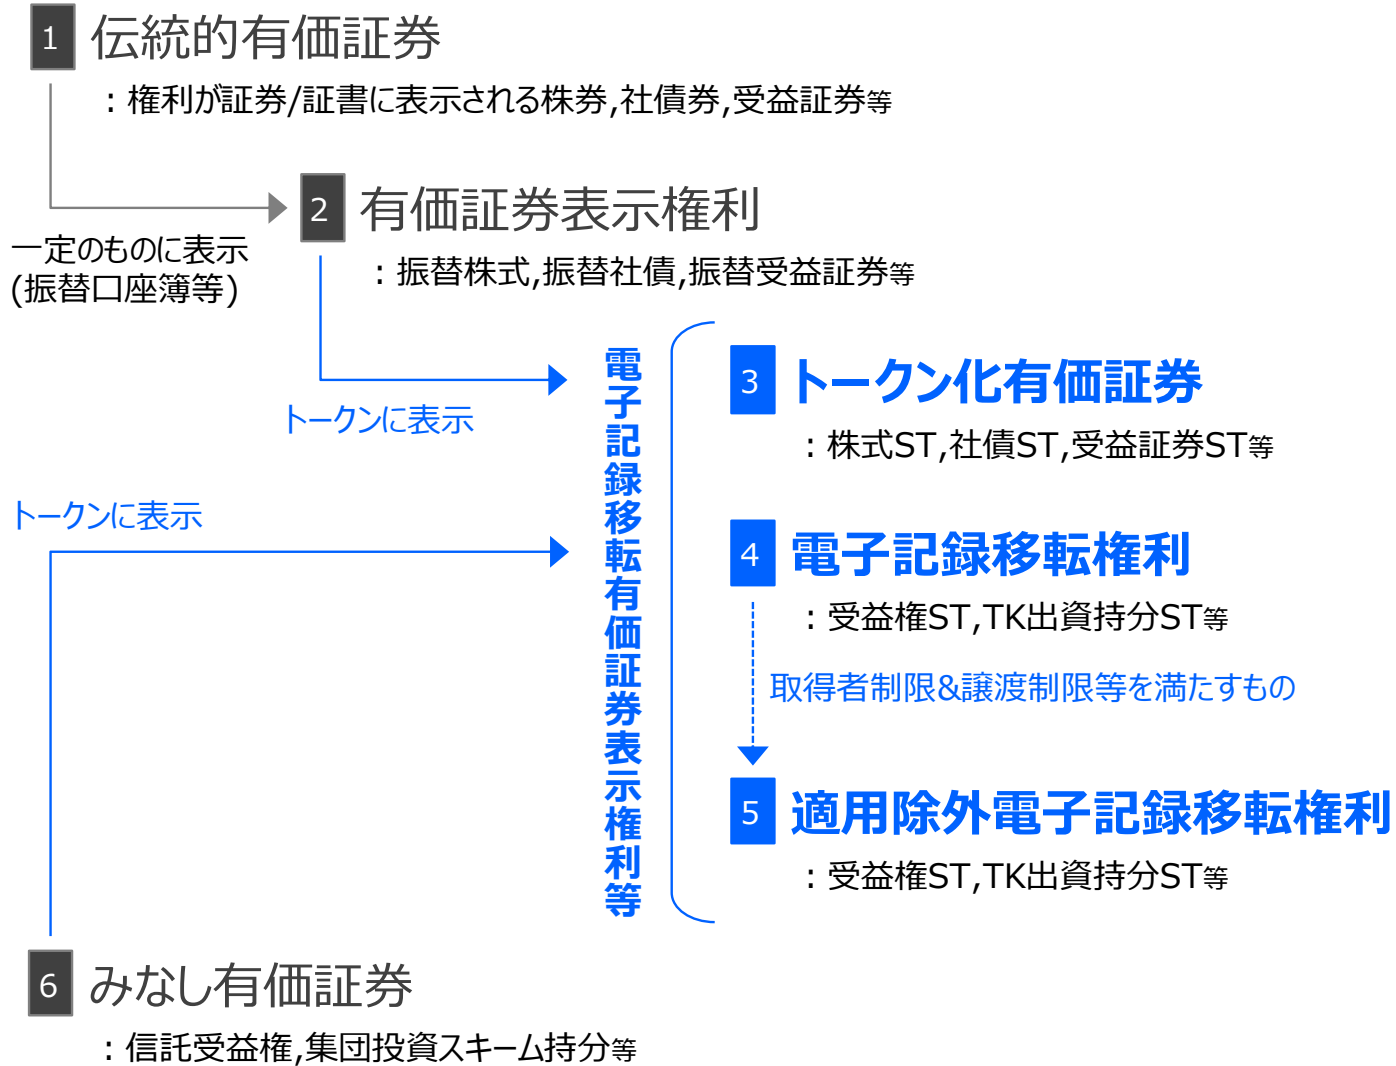 1 伝統的有価証券
：権利が証券/証書に表示される株券,社債券,受益証券等
2 有価証券表示権利
一定のものに表示
(振替口座簿等)
：振替株式,振替社債,振替受益証券等
電子記録移転有価証券表示権利等
3 トークン化有価証券
トークンに表示
：株式ST,社債ST,受益証券ST等
トークンに表示
4 電子記録移転権利
：受益権ST,TK出資持分ST等
取得者制限&譲渡制限等を満たすもの
5 適用除外電子記録移転権利
：受益権ST,TK出資持分ST等
6 みなし有価証券
：信託受益権,集団投資スキーム持分等